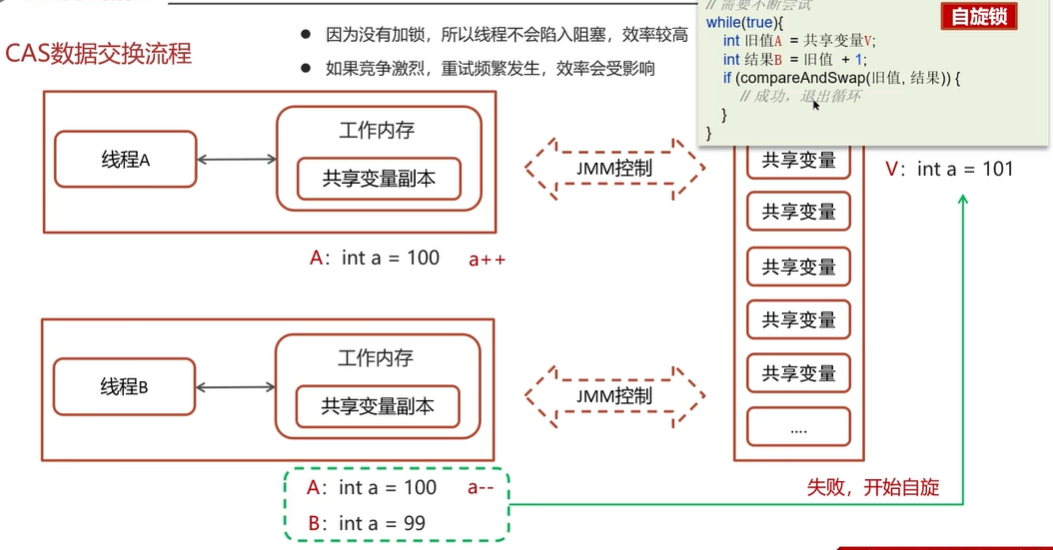 CAS数据交换流程
● 因为没有加锁，所以线程不会陷入阻塞，效率较高
● 如果竞争激烈，重试频繁发生，效率会受影响
// 需要不断尝试
while(true){
int 旧值A = 共享变量V;
int 结果B = 旧值 + 1;
if (compareAndSwap(旧值, 结果)) {
// 成功，退出循环
}
}
自旋锁
线程A
工作内存
共享变量副本
JMM控制
A: int a = 100 a++
线程B
工作内存
共享变量副本
JMM控制
A: int a = 100 a--
B: int a = 99
共享变量
共享变量
共享变量
共享变量
共享变量
....
V: int a = 101
失败，开始自旋